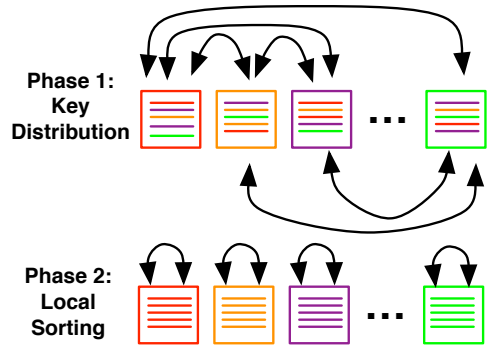 Phase 1:
Key
Distribution
...
Phase 2:
Local
Sorting
...